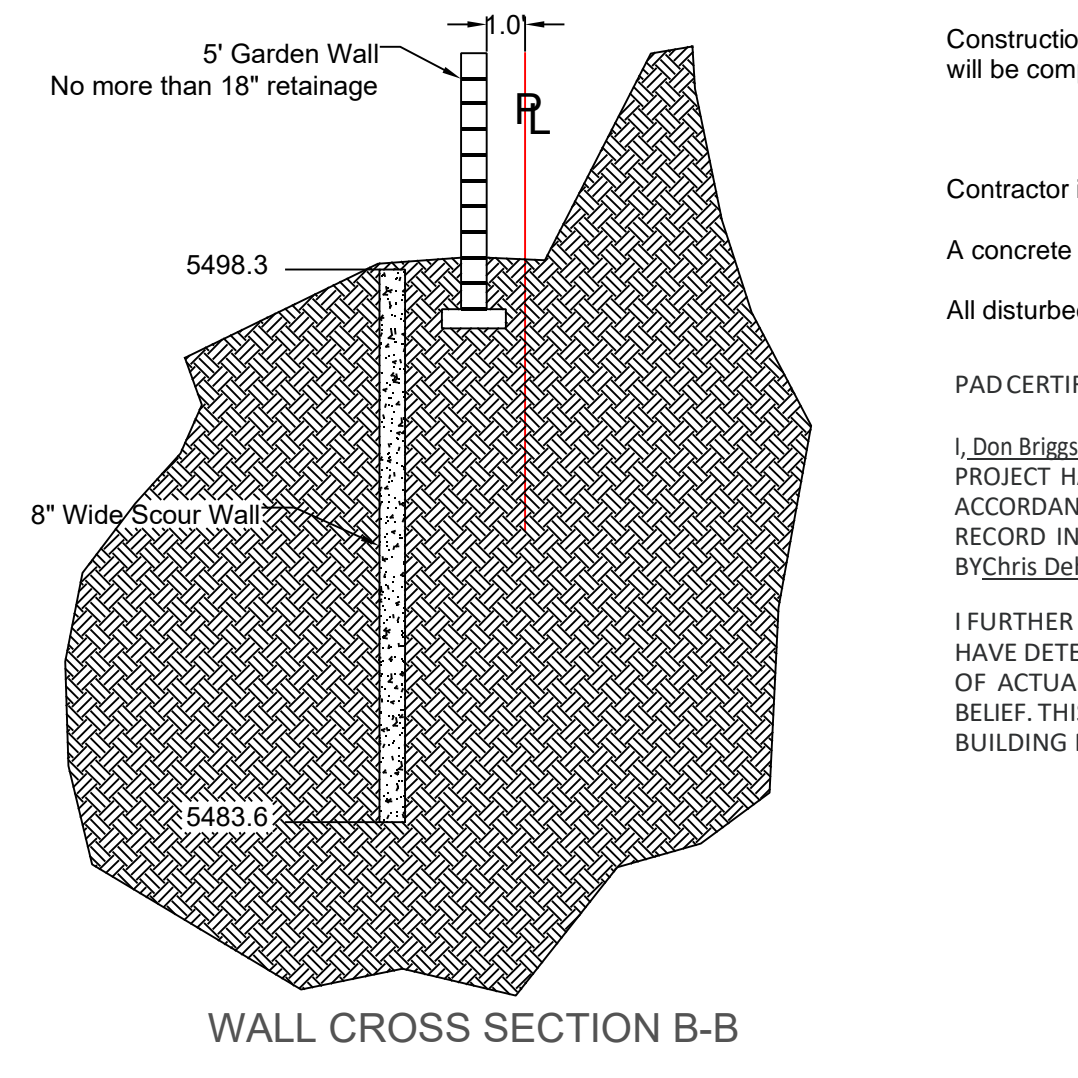 1.0'
5' Garden Wall
No more than 18" retainage
PL
5498.3
8" Wide Scour Wall
5483.6
WALL CROSS SECTION B-B
Constructio
will be com
Contractor i
A concrete
All disturbe
PAD CERTIF
I, Don Briggs
PROJECT HA
ACCORDAN
RECORD IN
BY Chris Del
I FURTHER
HAVE DETE
OF ACTUA
BELIEF. THIS
BUILDING